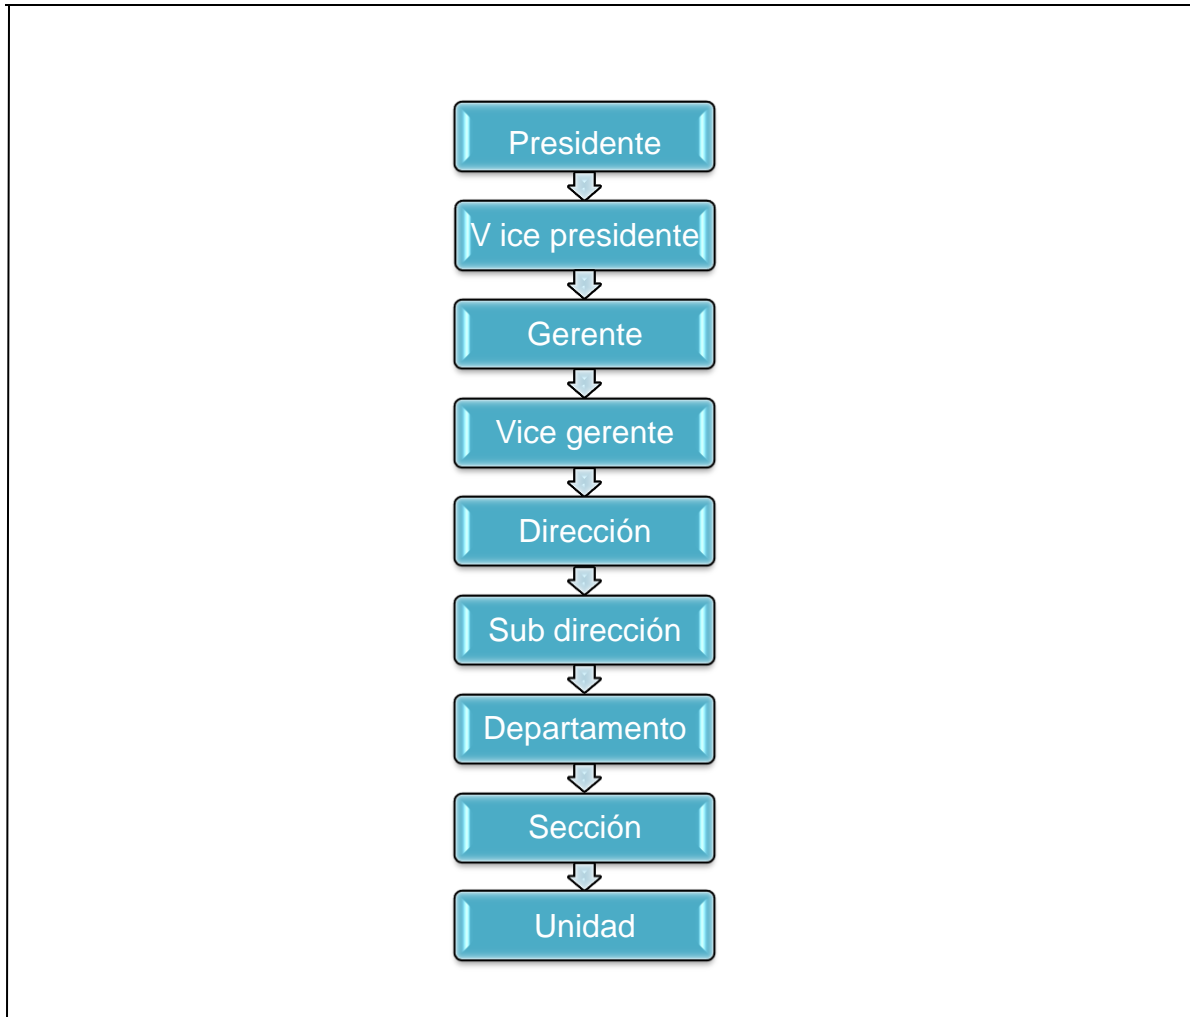 Presidente
V ice presidente
Gerente
Vice gerente
Dirección
Sub dirección
Departamento
Sección
Unidad